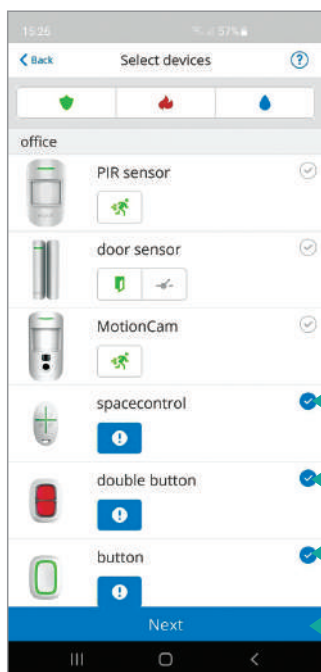 15:26 57%
Back Select devices ?
office
PIR sensor
door sensor
MotionCam
spacecontrol
double button
button
Next